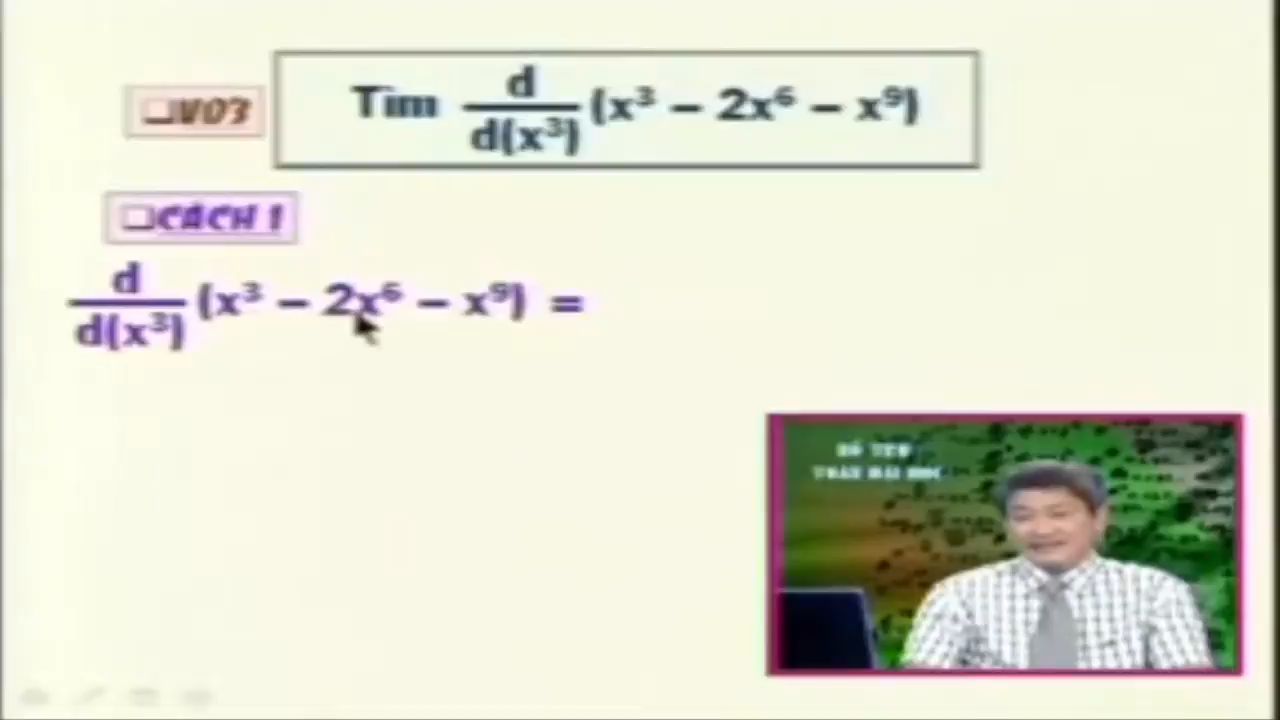 ❑VD3
Tìm d/d(x³) (x³ – 2x⁶ – x⁹)
❑CÁCH 1
d/d(x³) (x³ – 2x⁶ – x⁹) =